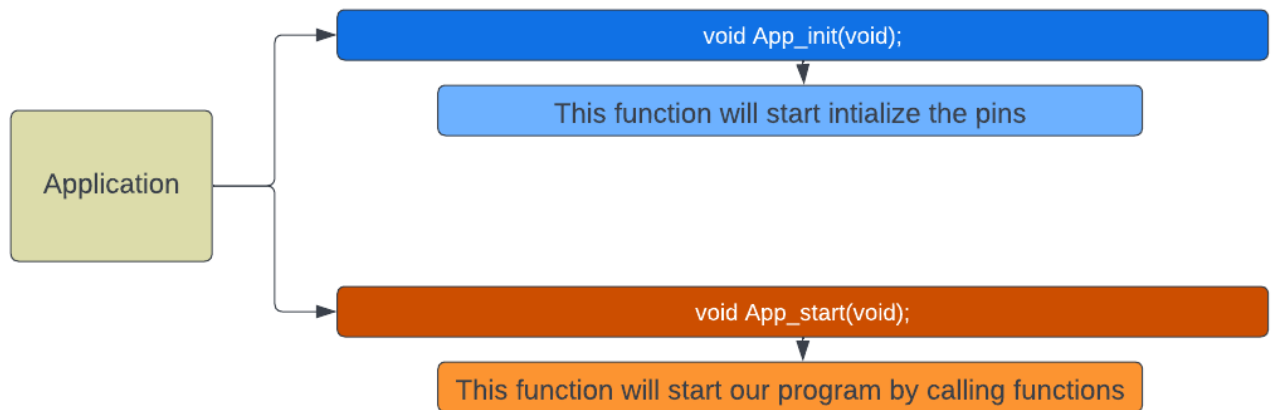 void App_init(void);
This function will start intialize the pins
Application
void App_start(void);
This function will start our program by calling functions